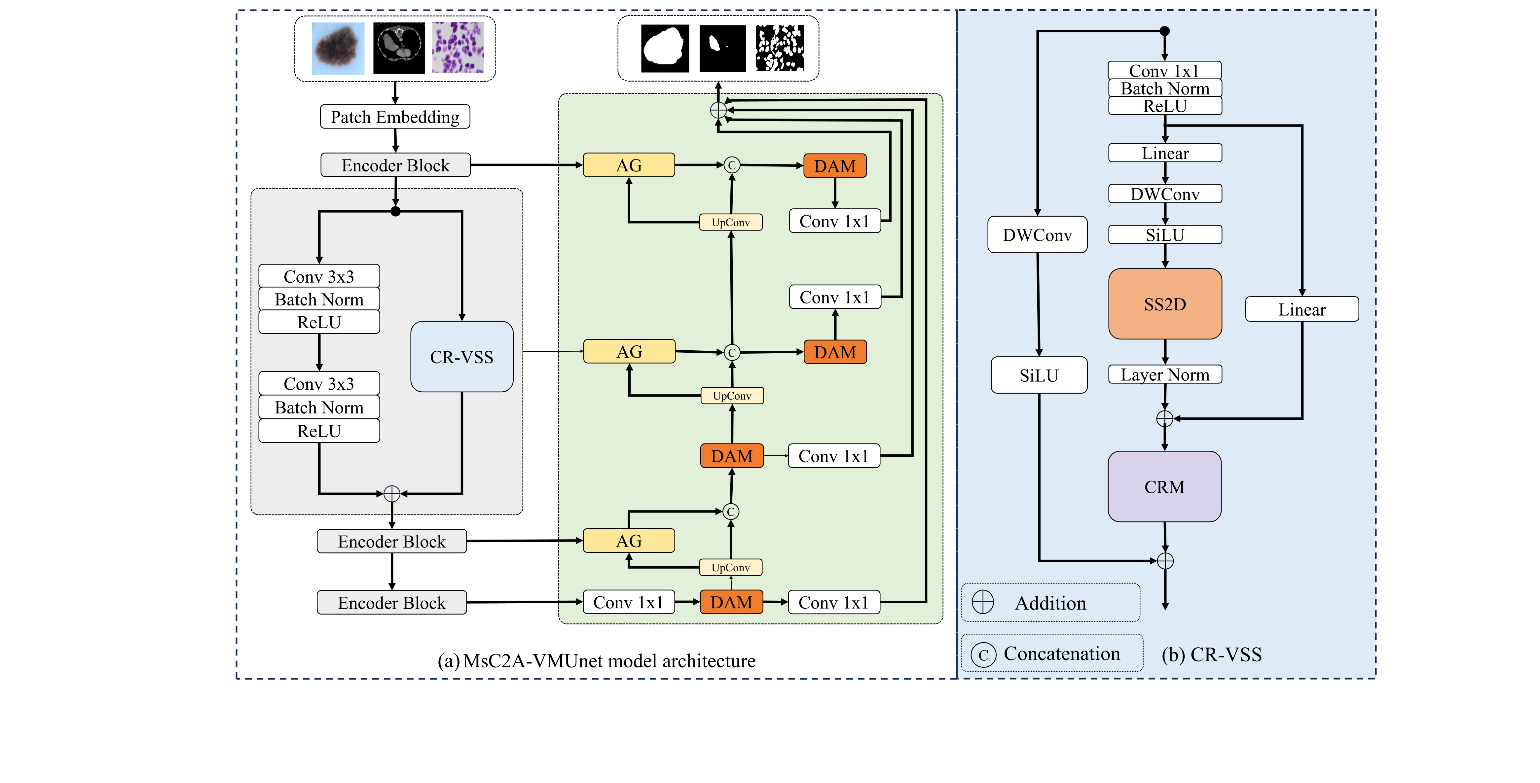 Patch Embedding
Encoder Block
Conv 3x3
Batch Norm
ReLU
Conv 3x3
Batch Norm
ReLU
CR-VSS
Encoder Block
Encoder Block
AG
C
DAM
UpConv
Conv 1x1
Conv 1x1
AG
C
DAM
UpConv
DAM
Conv 1x1
C
AG
UpConv
Conv 1x1
DAM
Conv 1x1
(a) MsC2A-VMUnet model architecture
Conv 1x1
Batch Norm
ReLU
Linear
DWConv
SiLU
DWConv
SS2D
Linear
SiLU
Layer Norm
CRM
Addition
C Concatenation
(b) CR-VSS